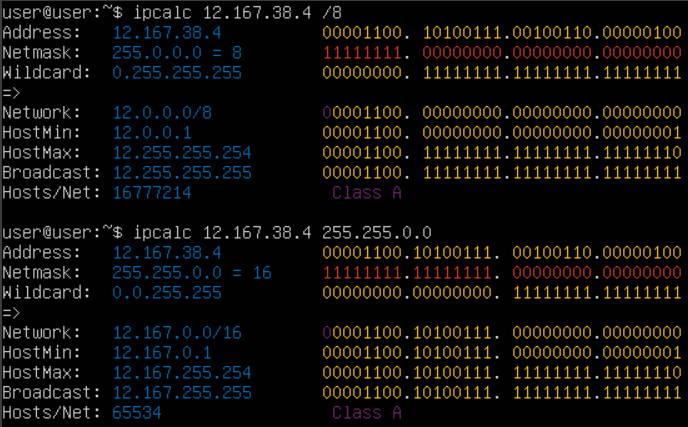 user@user:~$ ipcalc 12.167.38.4 /8
Address:   12.167.38.4          00001100. 10100111.00100110.00000100
Netmask:   255.0.0.0 = 8        11111111. 00000000.00000000.00000000
Wildcard:  0.255.255.255        00000000. 11111111.11111111.11111111
=>
Network:   12.0.0.0/8           00001100. 00000000.00000000.00000000
HostMin:   12.0.0.1             00001100. 00000000.00000000.00000001
HostMax:   12.255.255.254       00001100. 11111111.11111111.11111110
Broadcast: 12.255.255.255       00001100. 11111111.11111111.11111111
Hosts/Net: 16777214              Class A
user@user:~$ ipcalc 12.167.38.4 255.255.0.0
Address:   12.167.38.4          00001100.10100111. 00100110.00000100
Netmask:   255.255.0.0 = 16     11111111.11111111. 00000000.00000000
Wildcard:  0.0.255.255          00000000.00000000. 11111111.11111111
=>
Network:   12.167.0.0/16        00001100.10100111. 00000000.00000000
HostMin:   12.167.0.1           00001100.10100111. 00000000.00000001
HostMax:   12.167.255.254       00001100.10100111. 11111111.11111110
Broadcast: 12.167.255.255       00001100.10100111. 11111111.11111111
Hosts/Net: 65534                 Class A